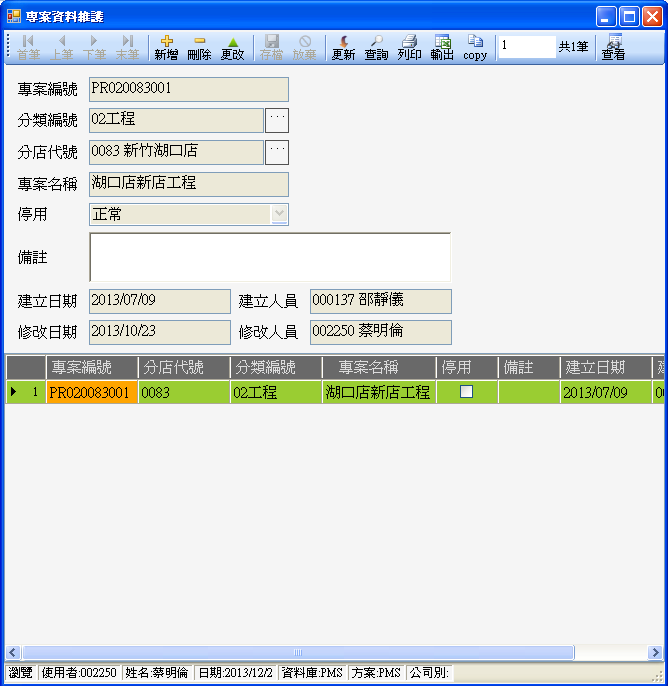 專案資料維護
首筆 上筆 下筆 末筆 新增 刪除 更改 存檔 放棄 更新 查詢 列印 輸出 copy 1 共1筆 查看
專案編號 PR020083001
分類編號 02工程 ...
分店代號 0083 新竹湖口店 ...
專案名稱 湖口店新店工程
停用 正常
備註
建立日期 2013/07/09 建立人員 000137 邵靜儀
修改日期 2013/10/23 修改人員 002250 蔡明倫
專案編號 分店代號 分類編號 專案名稱 停用 備註 建立日期
1 PR020083001 0083 02工程 湖口店新店工程 2013/07/09
瀏覽 使用者:002250 姓名:蔡明倫 日期:2013/12/2 資料庫:PMS 方案:PMS 公司別: